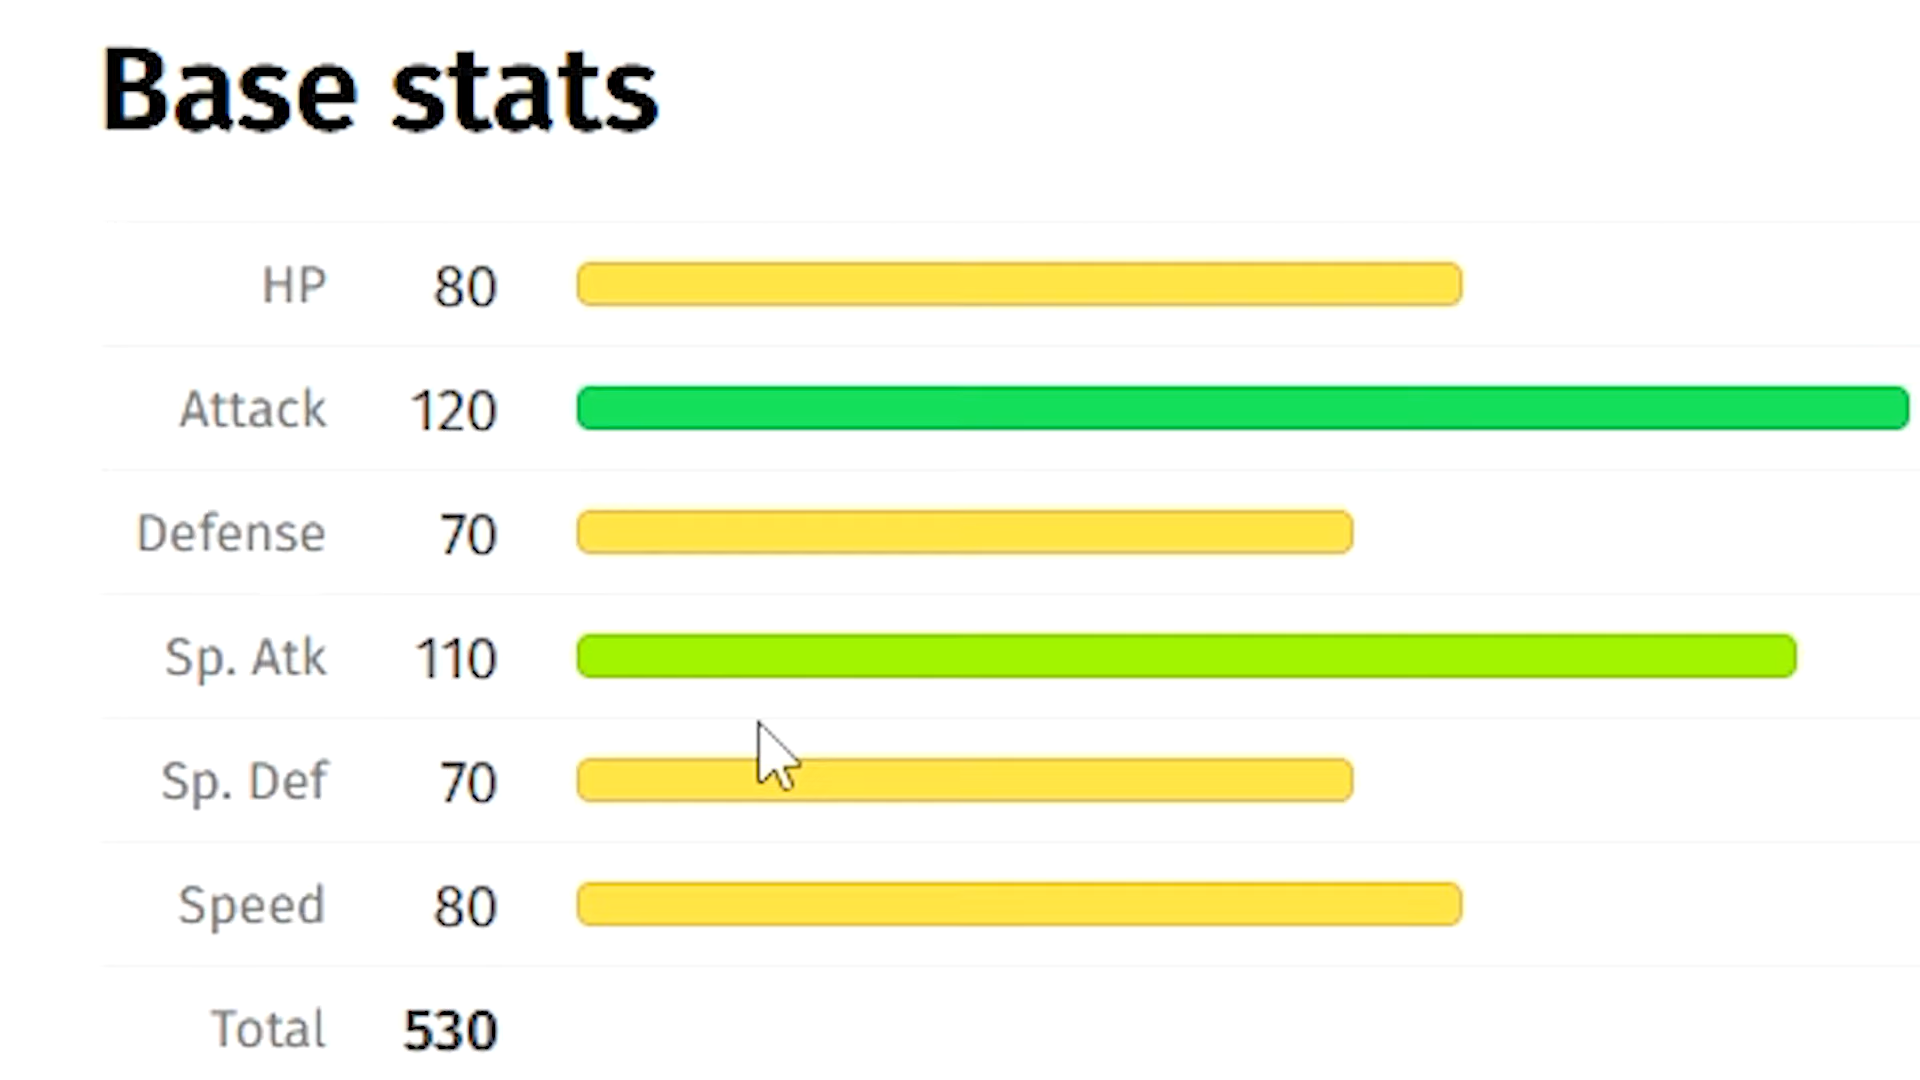 Base stats
HP 80
Attack 120
Defense 70
Sp. Atk 110
Sp. Def 70
Speed 80
Total 530